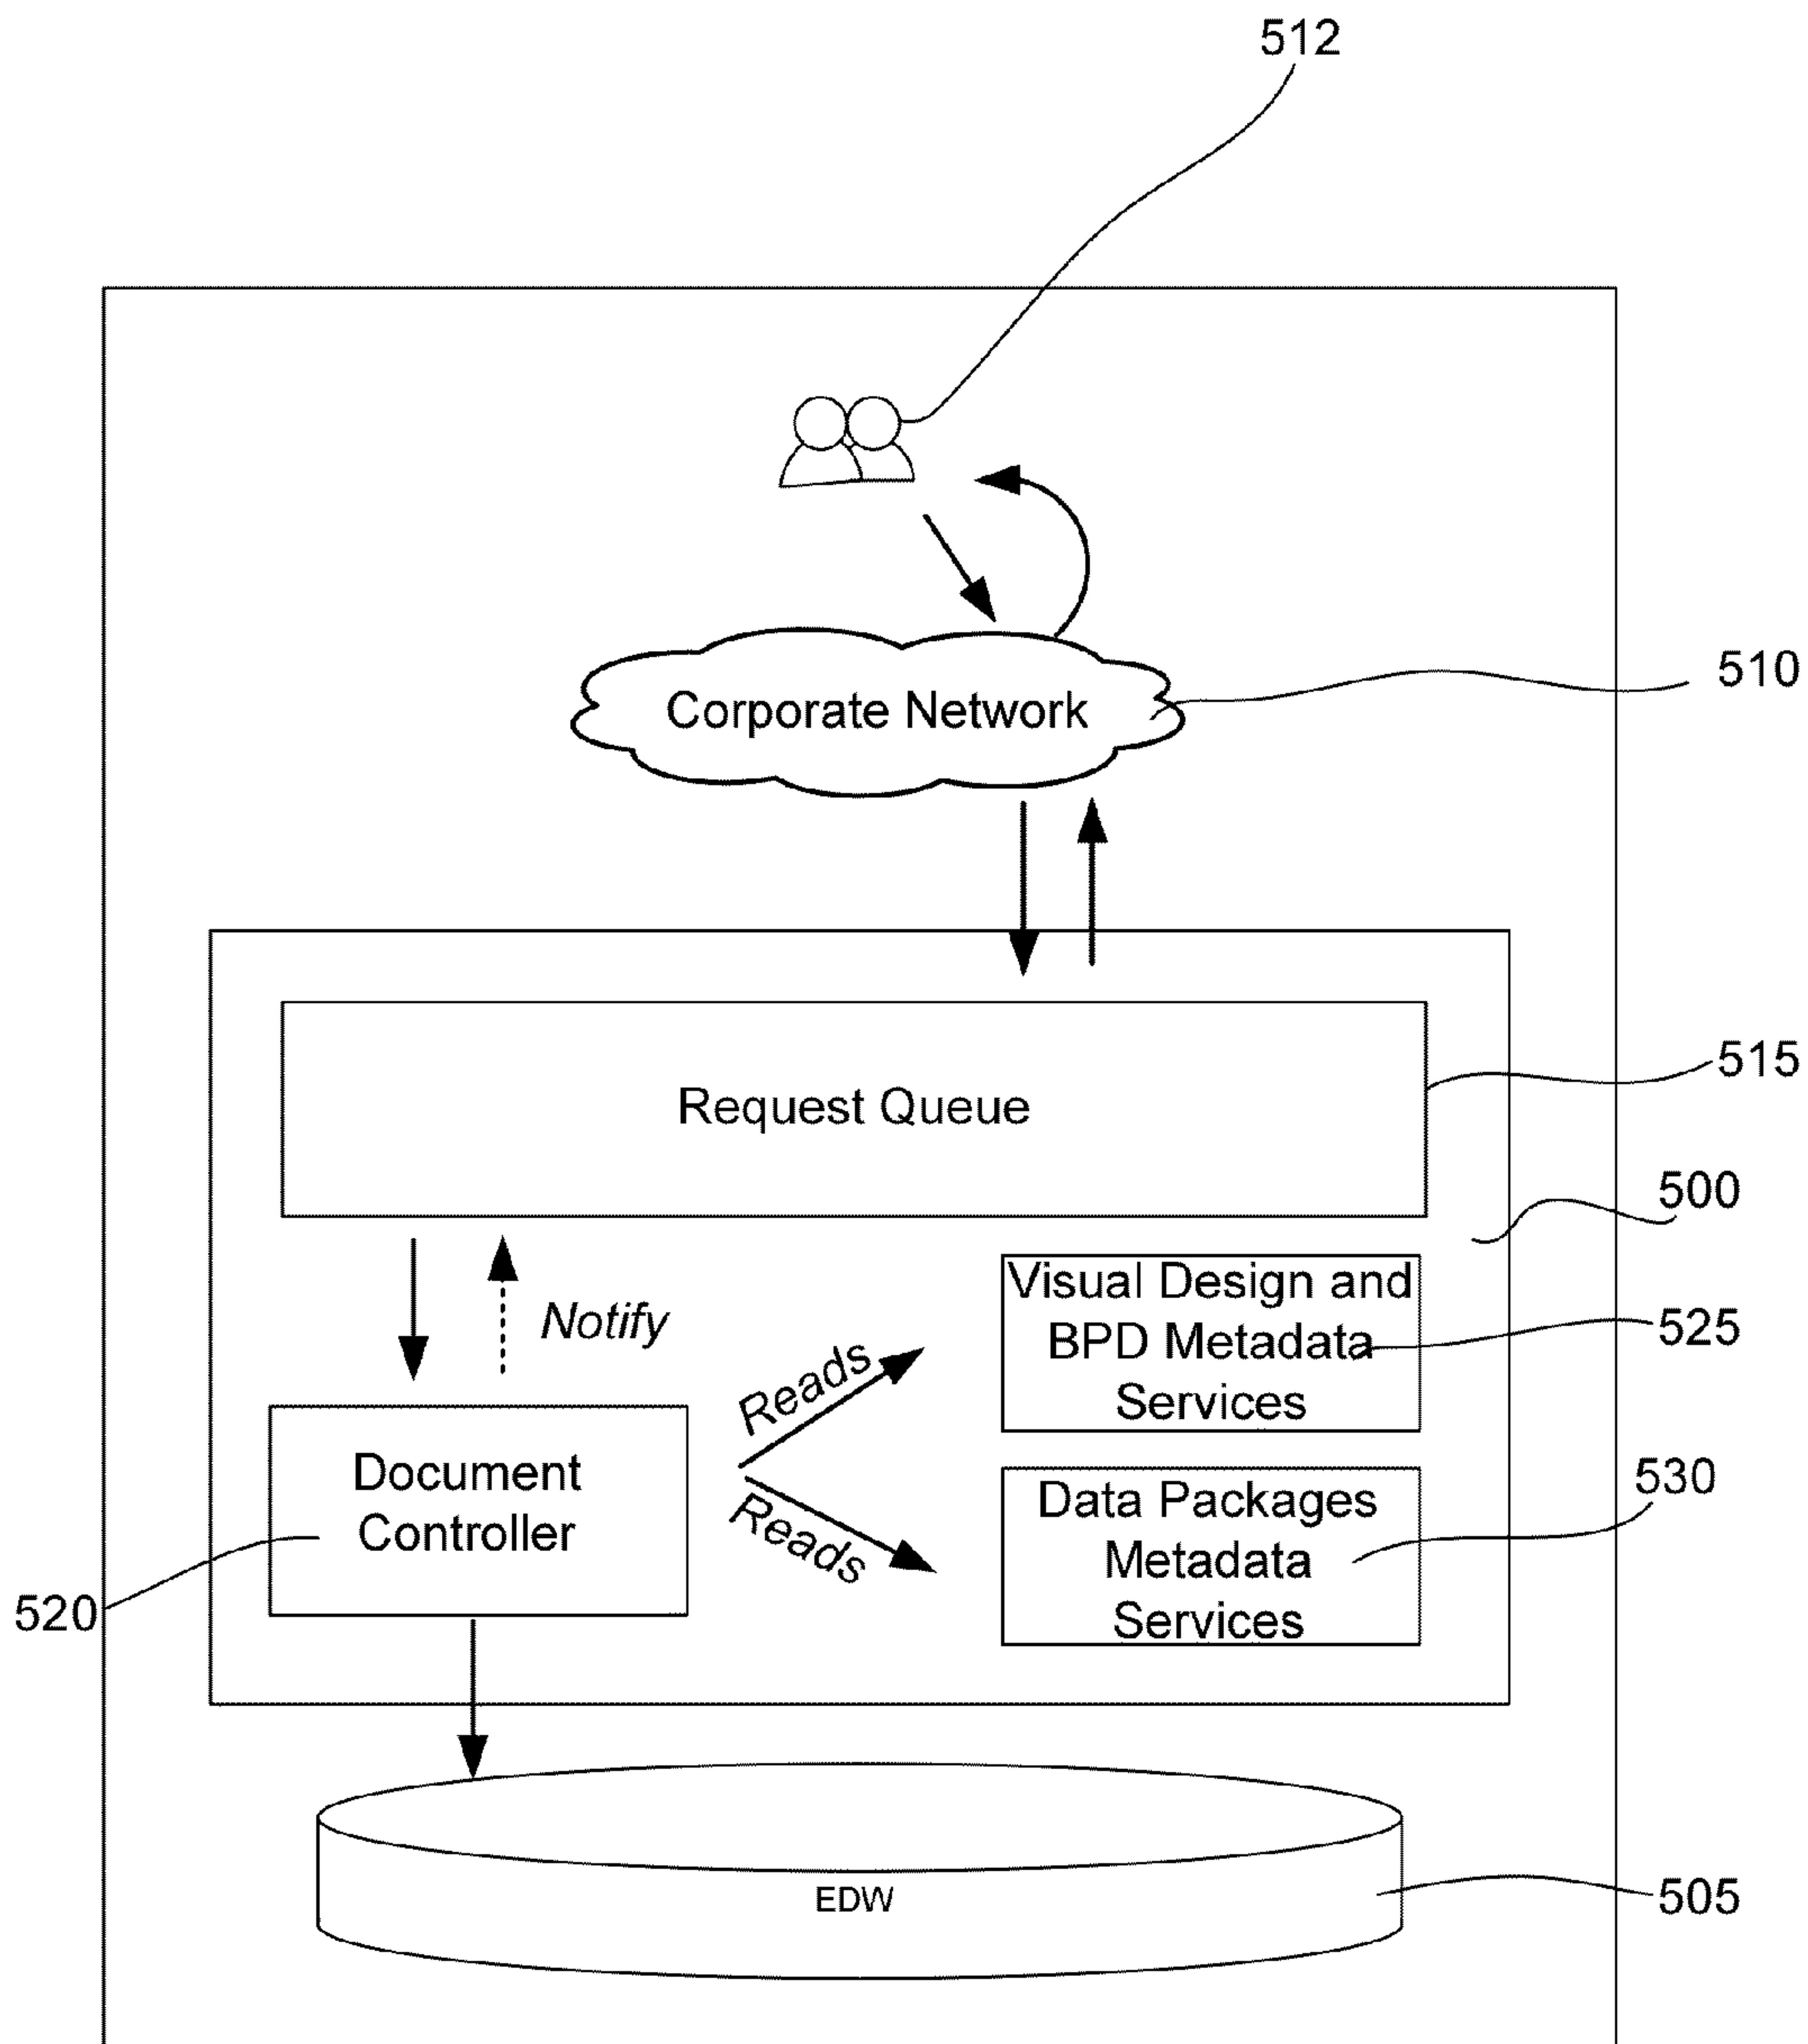 512
Corporate Network
510
Request Queue
515
500
Notify
Visual Design and
BPD Metadata
Services
525
Reads
Reads
Document
Controller
520
Data Packages
Metadata
Services
530
EDW
505